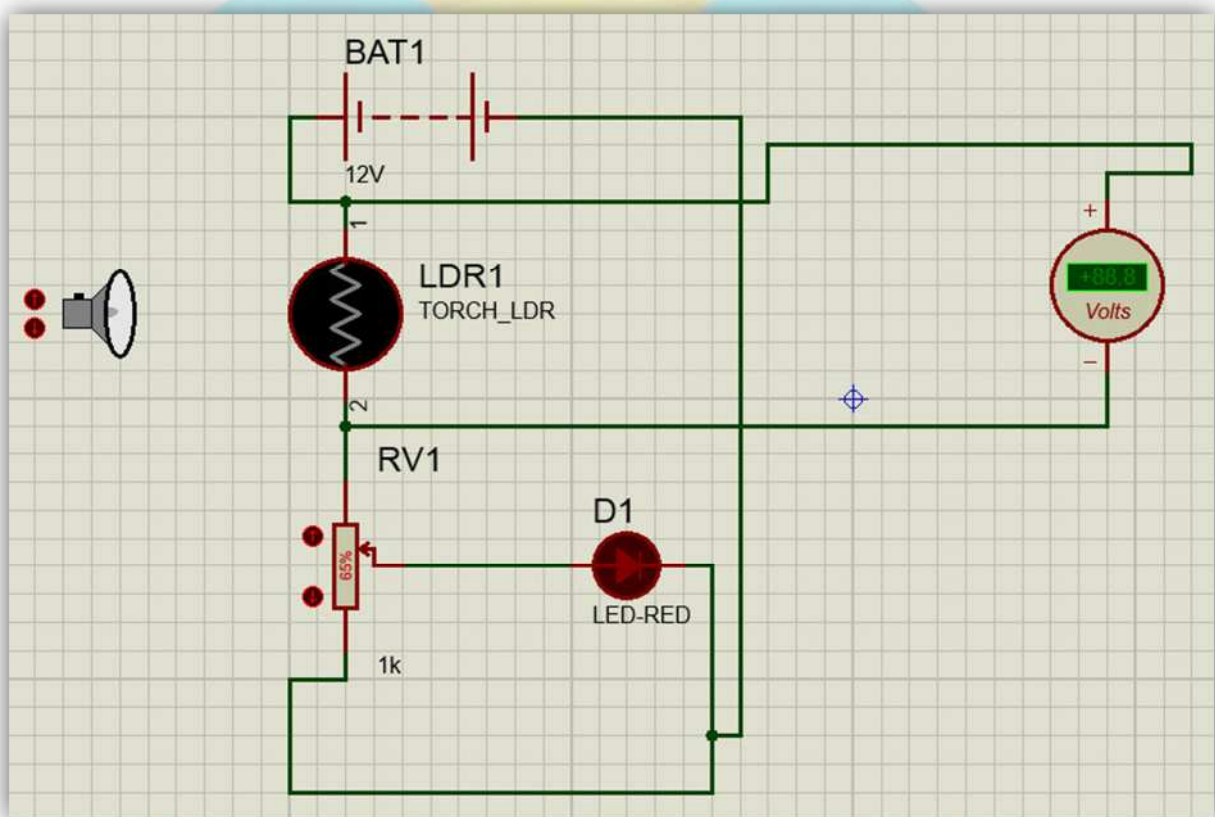 BAT1
12V
1
+
LDR1
TORCH_LDR
+88.8
Volts
−
2
RV1
D1
65%
LED-RED
1k